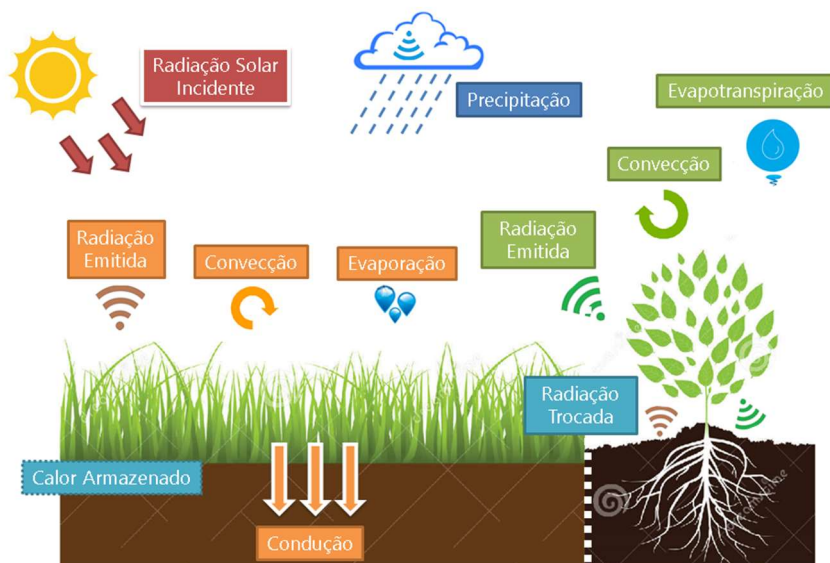 Radiação Solar
Incidente
Precipitação
Evapotranspiração
Convecção
Radiação
Emitida
Convecção
Evaporação
Radiação
Emitida
Radiação
Trocada
Calor Armazenado
Condução